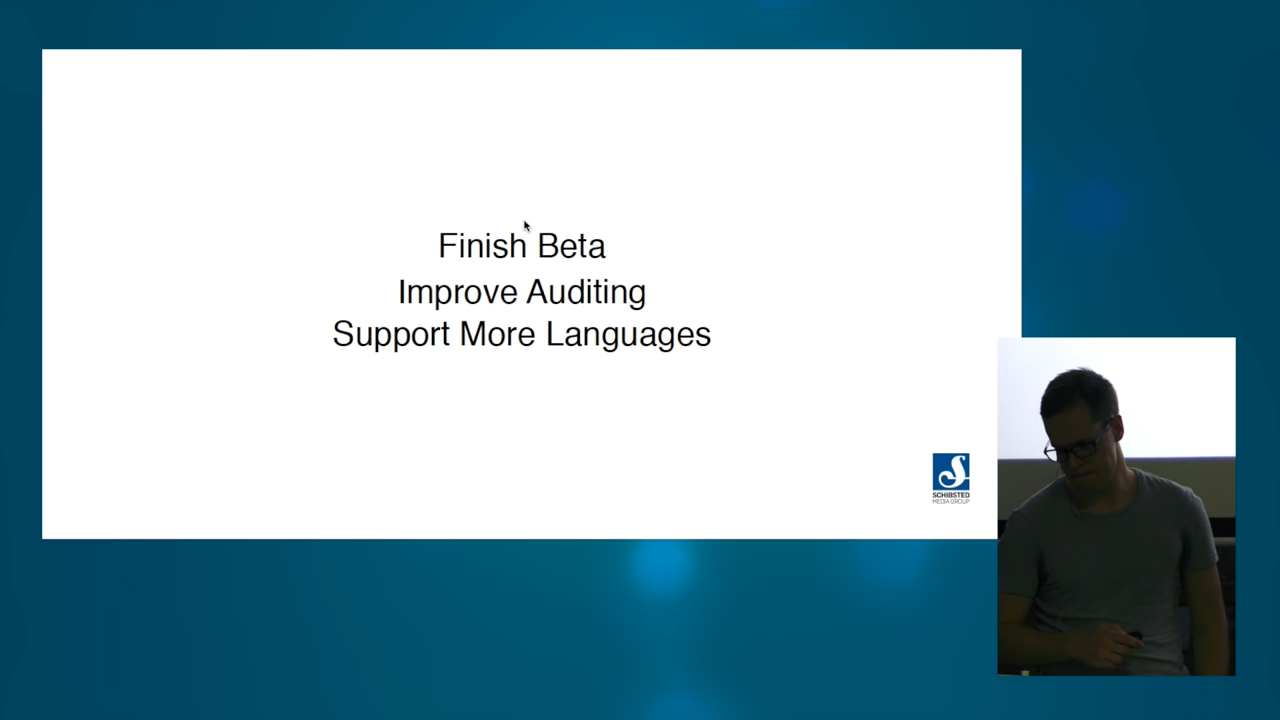 Finish Beta
Improve Auditing
Support More Languages
SCHIBSTED
MEDIA GROUP